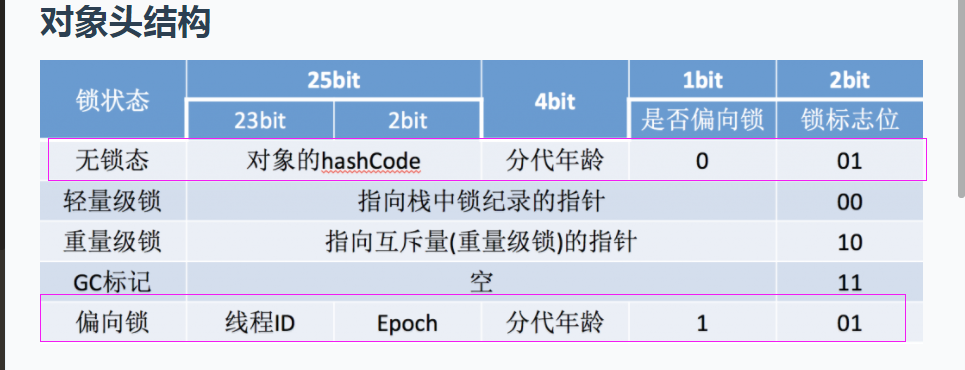 对象头结构
锁状态 25bit 4bit 1bit 2bit
23bit 2bit 是否偏向锁 锁标志位
无锁态 对象的hashCode 分代年龄 0 01
轻量级锁 指向栈中锁纪录的指针 00
重量级锁 指向互斥量(重量级锁)的指针 10
GC标记 空 11
偏向锁 线程ID Epoch 分代年龄 1 01